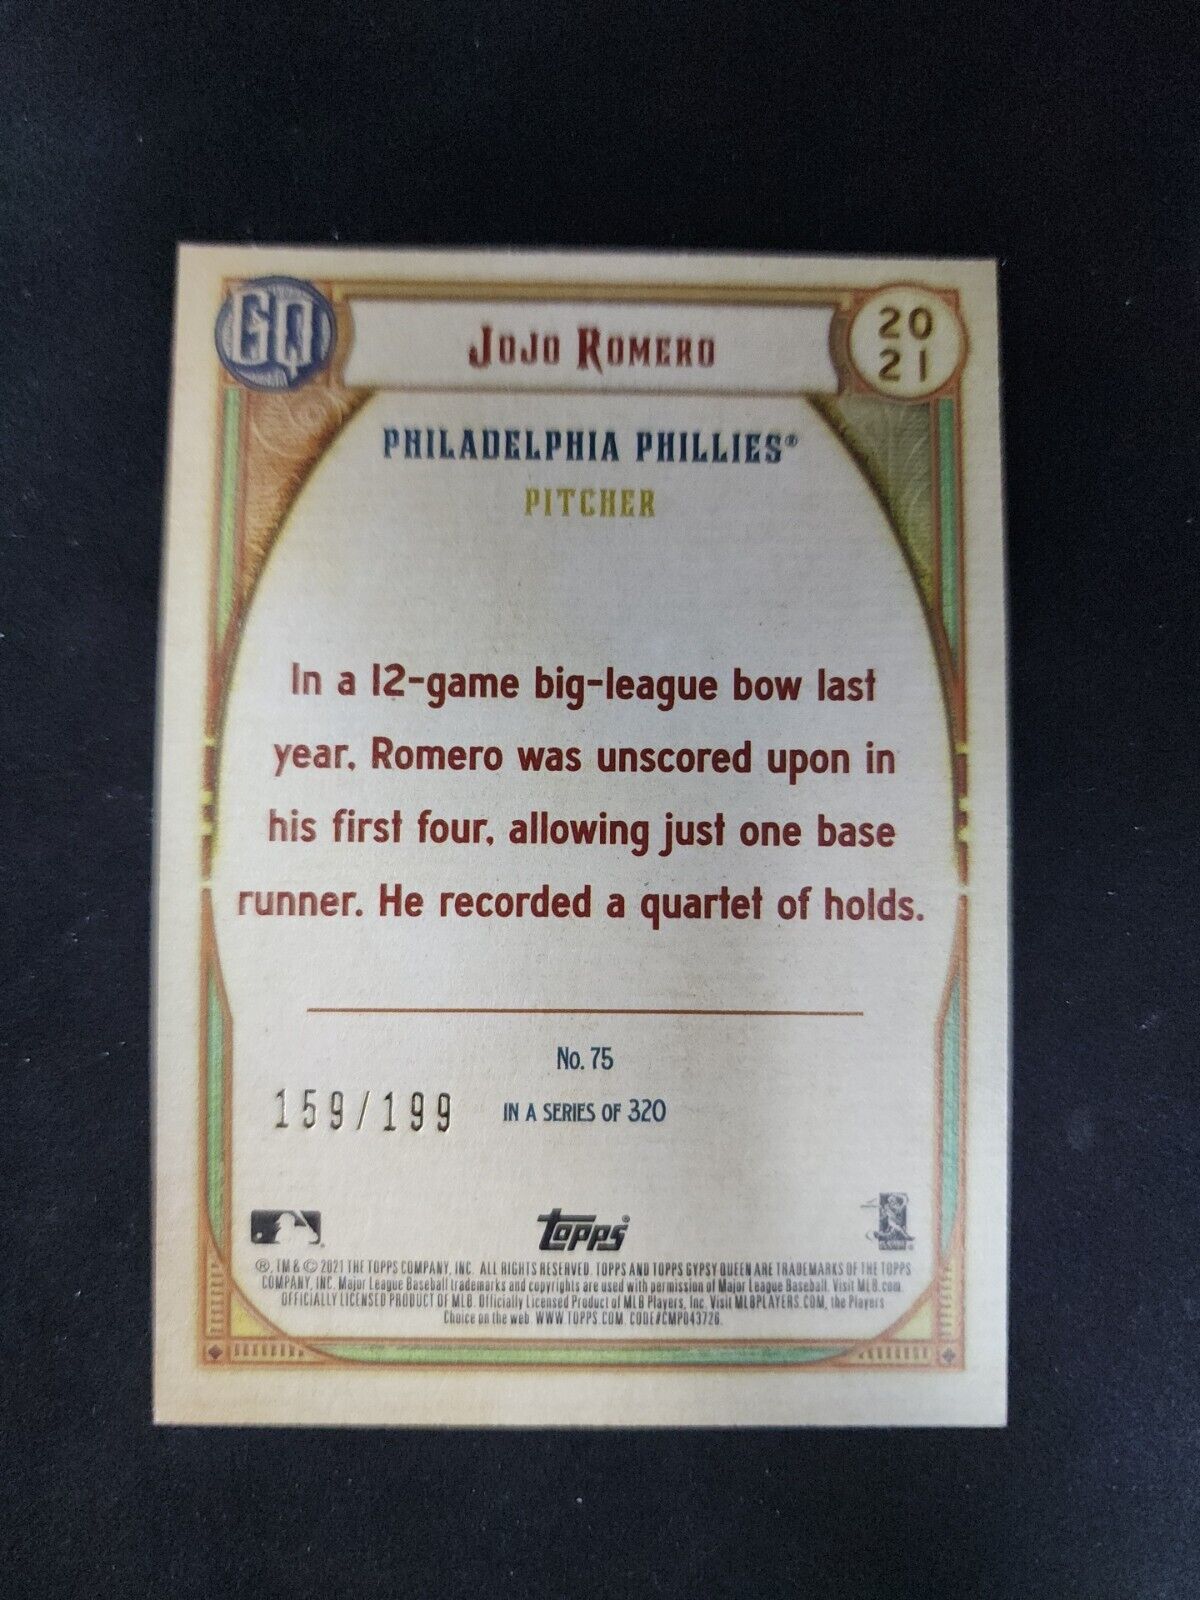 GQ
JoJo Romero
20
21
PHILADELPHIA PHILLIES®
PITCHER
In a 12-game big-league bow last
year, Romero was unscored upon in
his first four, allowing just one base
runner. He recorded a quartet of holds.
No. 75
159/199
IN A SERIES OF 320
topps®
®, TM & © 2021 THE TOPPS COMPANY, INC. ALL RIGHTS RESERVED. TOPPS AND TOPPS GYPSY QUEEN ARE TRADEMARKS OF THE TOPPS
COMPANY, INC. Major League Baseball trademarks and copyrights are used with permission of Major League Baseball. Visit MLB.com.
OFFICIALLY LICENSED PRODUCT OF MLB. Officially Licensed Product of MLB Players, Inc. Visit MLBPLAYERS.COM, the Players
Choice on the web. WWW.TOPPS.COM. CODE#CMP043726.